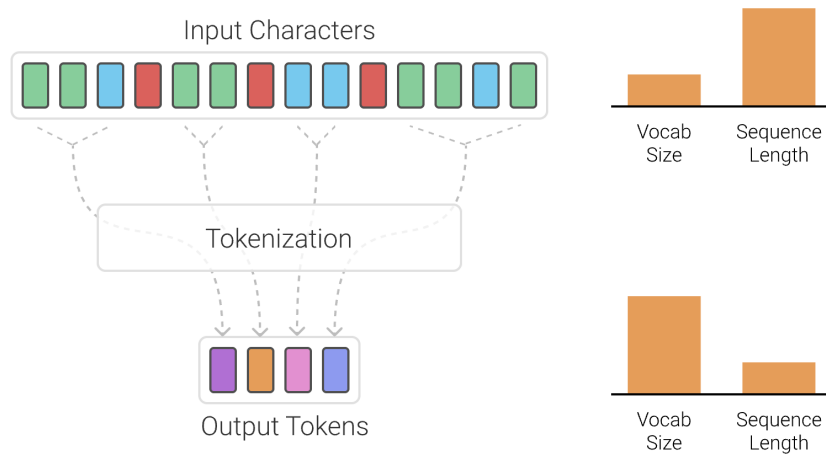 Input Characters
Vocab
Size
Sequence
Length
Tokenization
Output Tokens
Vocab
Size
Sequence
Length